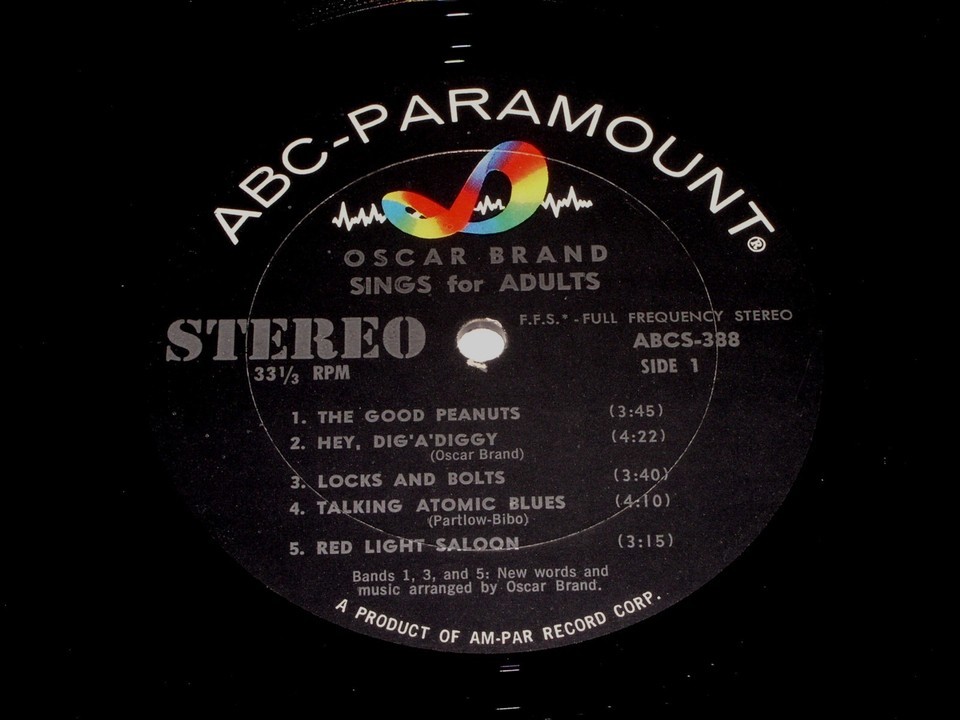 ABC-PARAMOUNT®
OSCAR BRAND
SINGS for ADULTS
STEREO
33⅓ RPM
F.F.S.* - FULL FREQUENCY STEREO
ABCS-388
SIDE 1
1. THE GOOD PEANUTS (3:45)
2. HEY, DIG'A'DIGGY (4:22)
(Oscar Brand)
3. LOCKS AND BOLTS (3:40)
4. TALKING ATOMIC BLUES (4:10)
(Partlow-Bibo)
5. RED LIGHT SALOON (3:15)
Bands 1, 3, and 5: New words and
music arranged by Oscar Brand.
A PRODUCT OF AM-PAR RECORD CORP.